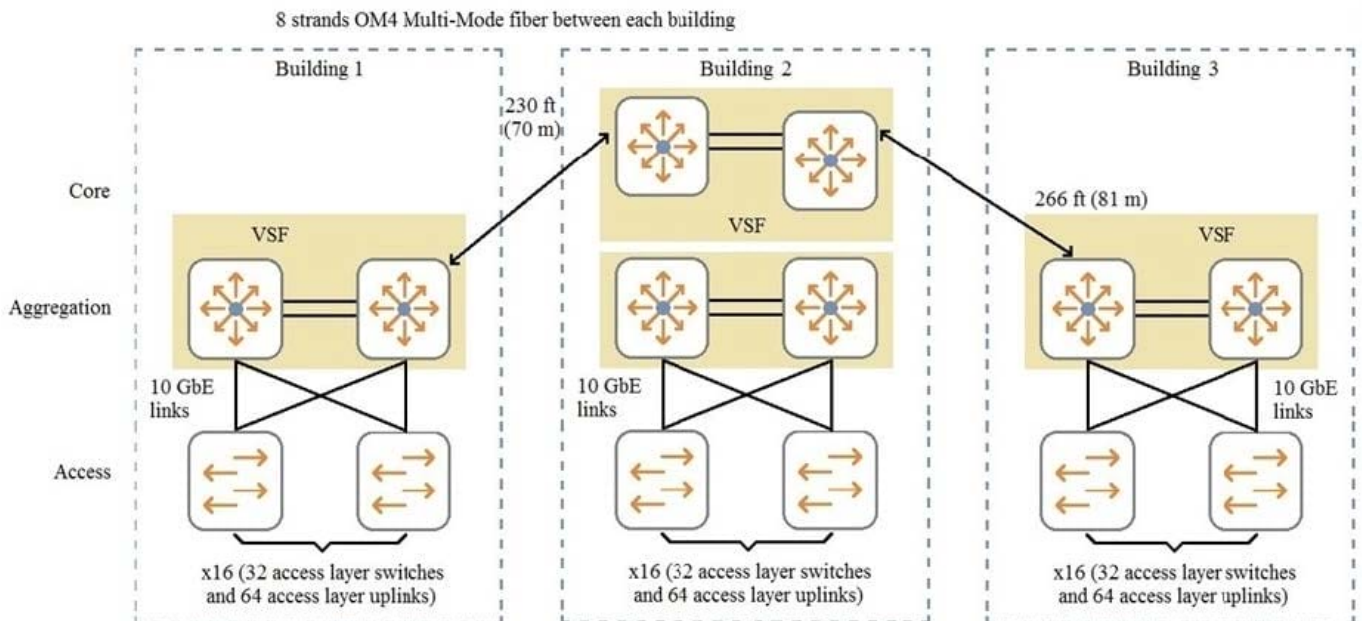 8 strands OM4 Multi-Mode fiber between each building
Building 1
Building 2
Building 3
230 ft
(70 m)
Core
266 ft (81 m)
VSF
VSF
VSF
Aggregation
10 GbE
links
10 GbE
links
10 GbE
links
Access
x16 (32 access layer switches
and 64 access layer uplinks)
x16 (32 access layer switches
and 64 access layer uplinks)
x16 (32 access layer switches
and 64 access layer uplinks)